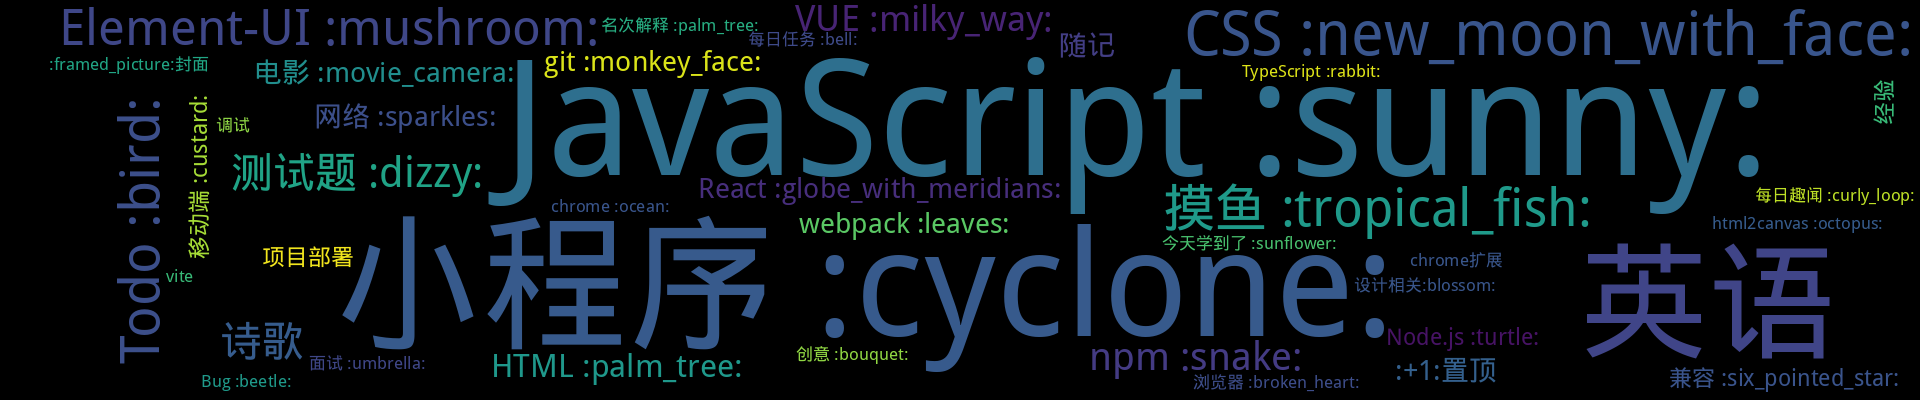 Element-UI :mushroom:
名次解释 :palm_tree:
VUE :milky_way:
CSS :new_moon_with_face:
每日任务 :bell:
随记
:framed_picture:封面
电影 :movie_camera:
git :monkey_face:
TypeScript :rabbit:
JavaScript :sunny:
经验
网络 :sparkles:
调试
移动端 :custard:
Todo :bird:
测试题 :dizzy:
React :globe_with_meridians:
摸鱼 :tropical_fish:
每日趣闻 :curly_loop:
chrome :ocean:
webpack :leaves:
html2canvas :octopus:
今天学到了 :sunflower:
项目部署
小程序 :cyclone:
chrome扩展
英语
vite
设计相关:blossom:
诗歌
Node.js :turtle:
面试 :umbrella:
HTML :palm_tree:
创意 :bouquet:
npm :snake:
:+1:置顶
Bug :beetle:
浏览器 :broken_heart:
兼容 :six_pointed_star: